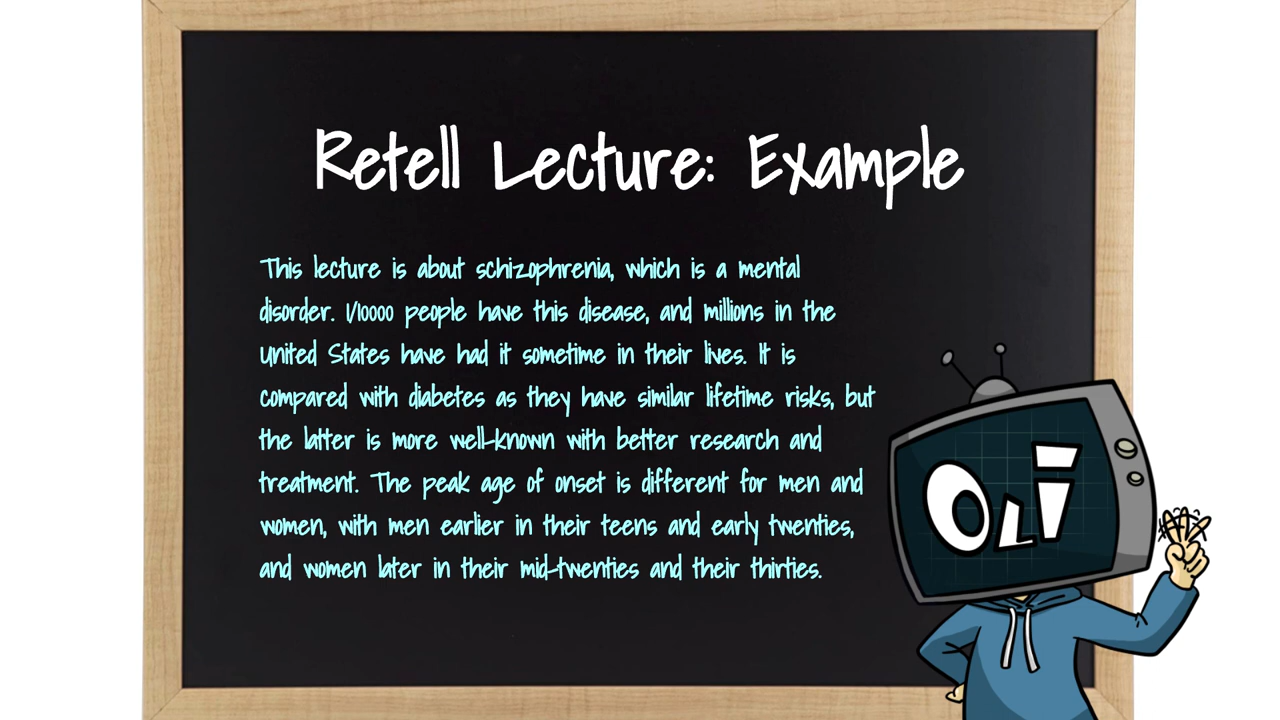 Retell Lecture: Example
This lecture is about schizophrenia, which is a mental
disorder. 1/10000 people have this disease, and millions in the
United States have had it sometime in their lives. It is
compared with diabetes as they have similar lifetime risks, but
the latter is more well-known with better research and
treatment. The peak age of onset is different for men and
women, with men earlier in their teens and early twenties,
and women later in their mid-twenties and their thirties.
OLI